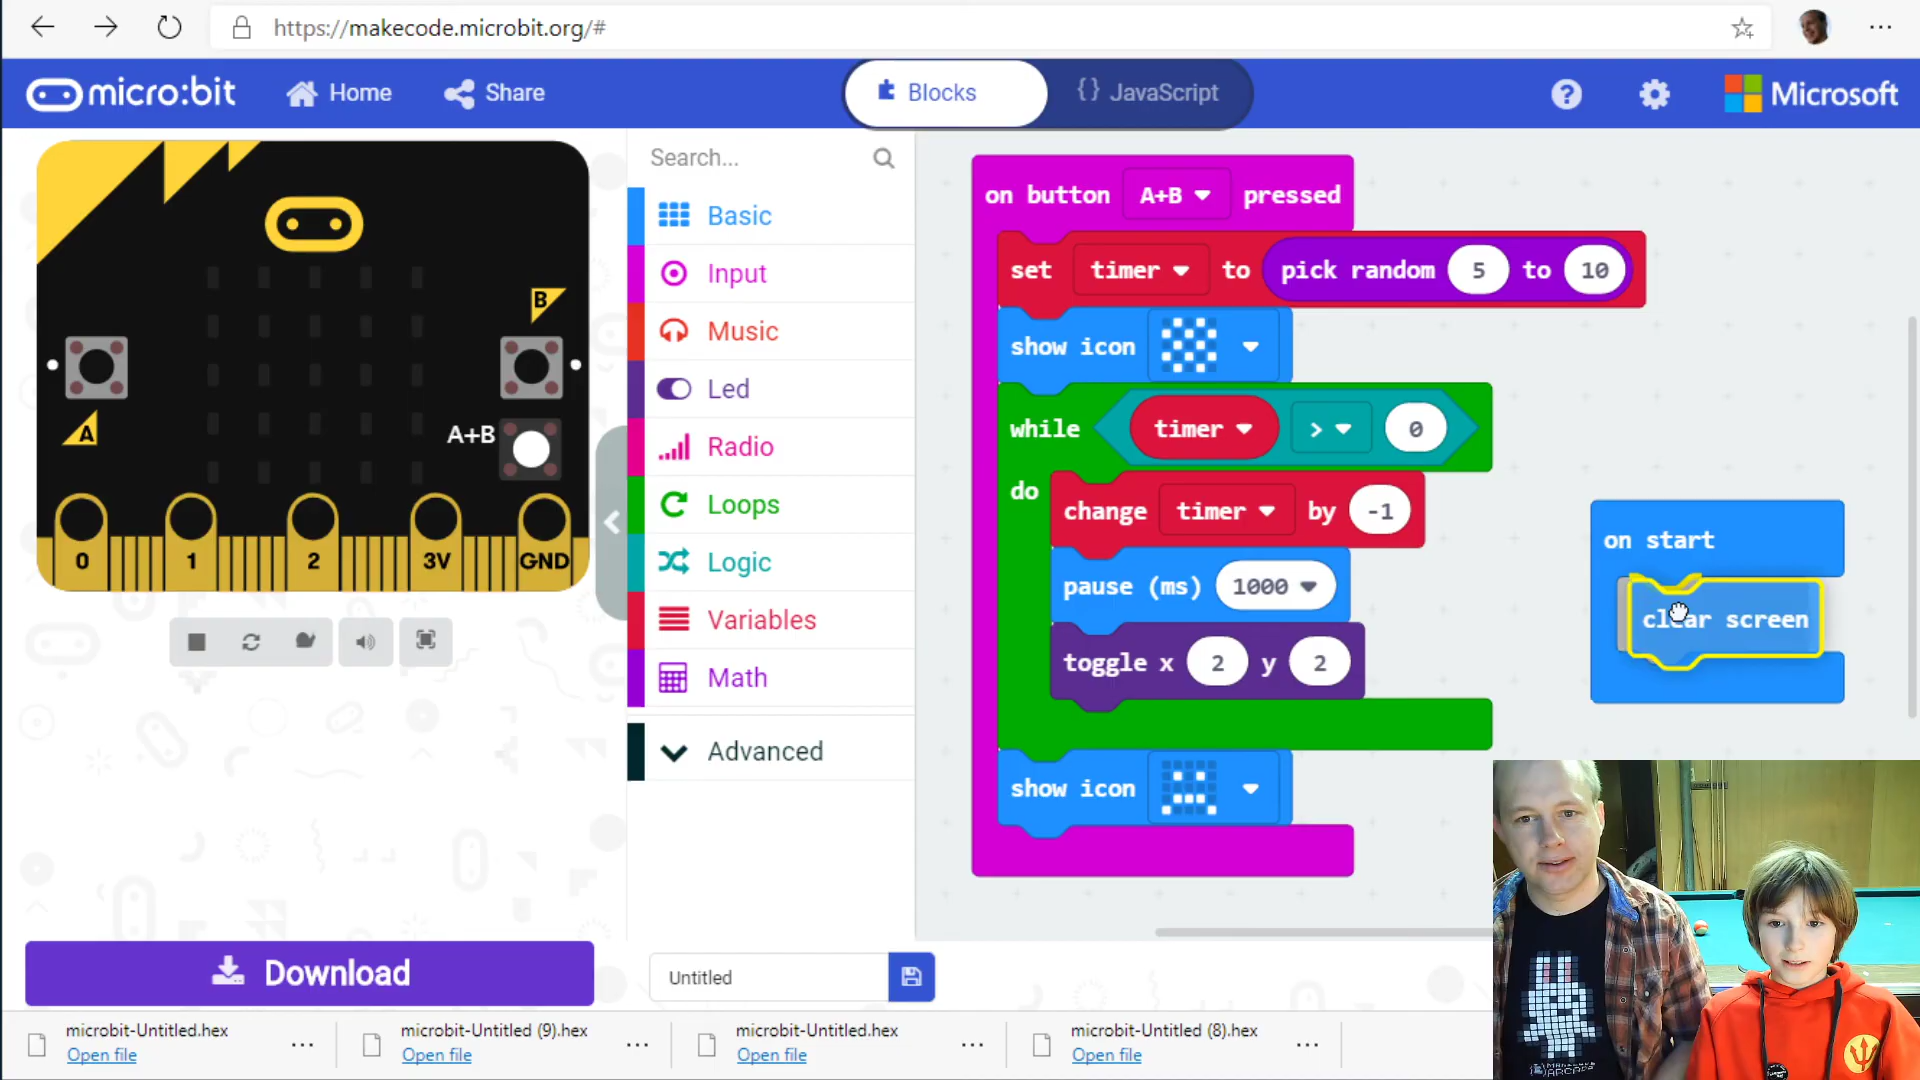 https://makecode.microbit.org/#
micro:bit
Home
Share
Blocks
{} JavaScript
?
Microsoft
B
A
A+B
0
1
2
3V
GND
Download
Search...
Basic
Input
Music
Led
Radio
Loops
Logic
Variables
Math
Advanced
on button A+B pressed
set timer to pick random 5 to 10
show icon
while timer > 0
do
change timer by -1
pause (ms) 1000
toggle x 2 y 2
show icon
on start
clear screen
Untitled
ARCADE
microbit-Untitled.hex
Open file
microbit-Untitled (9).hex
Open file
microbit-Untitled.hex
Open file
microbit-Untitled (8).hex
Open file